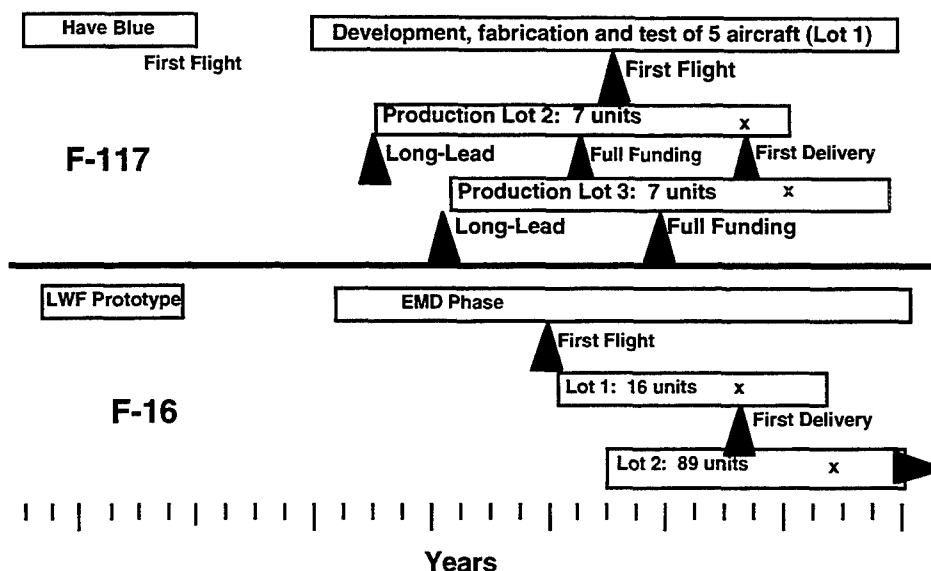 Have Blue
Development, fabrication and test of 5 aircraft (Lot 1)
First Flight
First Flight
Production Lot 2: 7 units x
F-117
Long-Lead
Full Funding
First Delivery
Production Lot 3: 7 units x
Long-Lead
Full Funding
LWF Prototype
EMD Phase
First Flight
Lot 1: 16 units x
F-16
First Delivery
Lot 2: 89 units x
Years